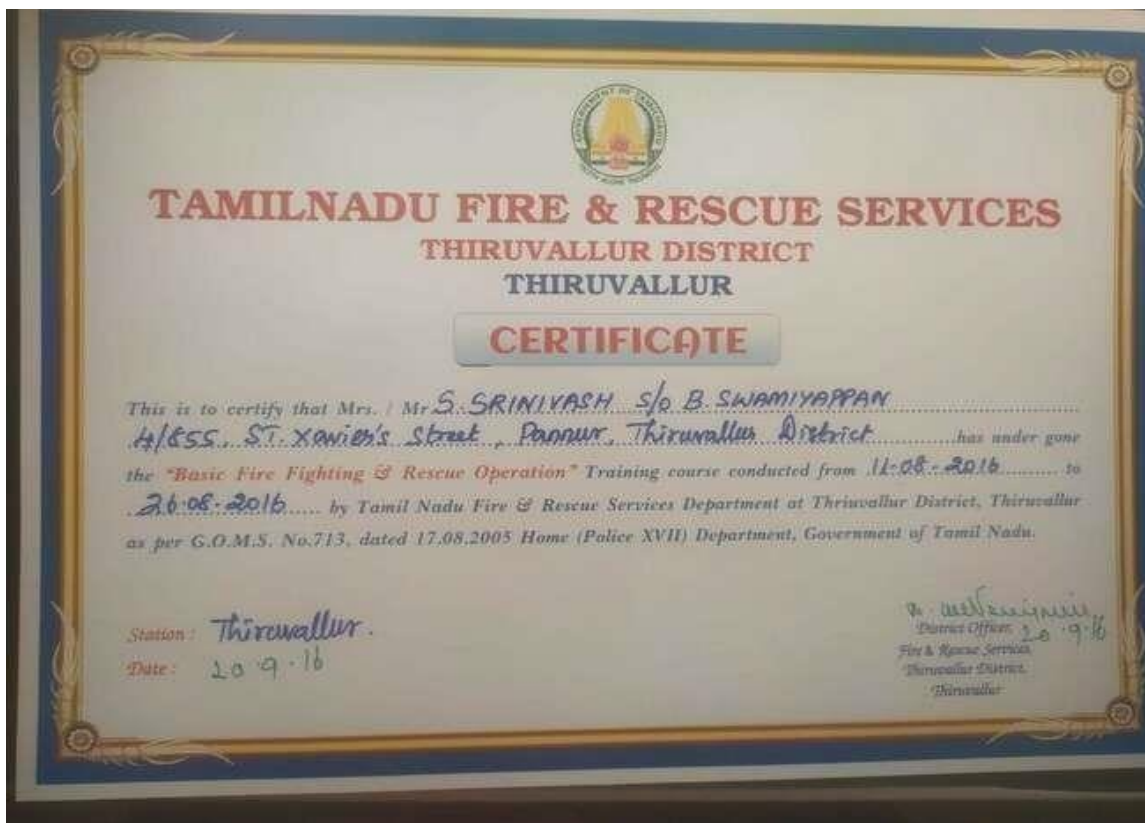 GOVERNMENT OF TAMILNADU
TAMILNADU FIRE & RESCUE SERVICES
THIRUVALLUR DISTRICT
THIRUVALLUR
CERTIFICATE
This is to certify that Mrs. / Mr S. SRINIVASH S/o B. SWAMIYAPPAN
4/855, ST. Xavier's Street, Pannur, Thiruvallur District has under gone
the "Basic Fire Fighting & Rescue Operation" Training course conducted from 11-08-2016 to
26-08-2016 by Tamil Nadu Fire & Rescue Services Department at Thriuvallur District, Thiruvallur
as per G.O.M.S. No.713, dated 17.08.2005 Home (Police XVII) Department, Government of Tamil Nadu.
Station : Thiruvallur.
Date : 20.9.16
District Officer, 20.9.16
Fire & Rescue Services,
Thiruvallur District,
Thiruvallur